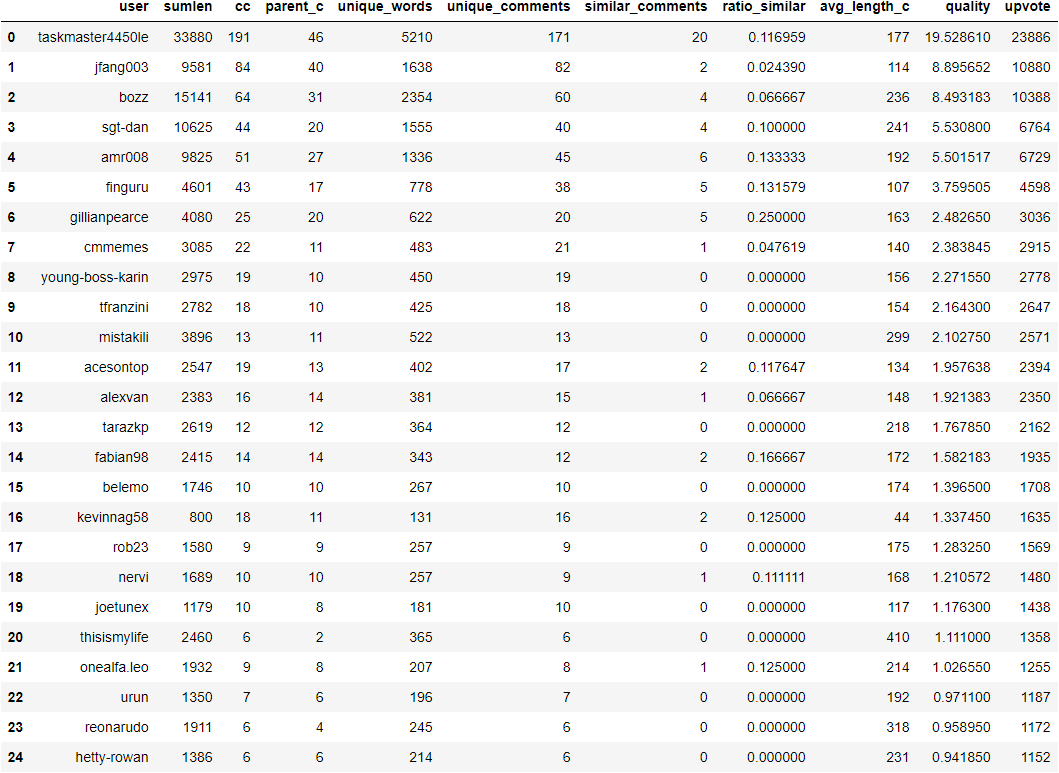 user sumlen cc parent_c unique_words unique_comments similar_comments ratio_similar avg_length_c quality upvote
0 taskmaster4450le 33880 191 46 5210 171 20 0.116959 177 19.528610 23886
1 jfang003 9581 84 40 1638 82 2 0.024390 114 8.895652 10880
2 bozz 15141 64 31 2354 60 4 0.066667 236 8.493183 10388
3 sgt-dan 10625 44 20 1555 40 4 0.100000 241 5.530800 6764
4 amr008 9825 51 27 1336 45 6 0.133333 192 5.501517 6729
5 finguru 4601 43 17 778 38 5 0.131579 107 3.759505 4598
6 gillianpearce 4080 25 20 622 20 5 0.250000 163 2.482650 3036
7 cmmemes 3085 22 11 483 21 1 0.047619 140 2.383845 2915
8 young-boss-karin 2975 19 10 450 19 0 0.000000 156 2.271550 2778
9 tfranzini 2782 18 10 425 18 0 0.000000 154 2.164300 2647
10 mistakili 3896 13 11 522 13 0 0.000000 299 2.102750 2571
11 acesontop 2547 19 13 402 17 2 0.117647 134 1.957638 2394
12 alexvan 2383 16 14 381 15 1 0.066667 148 1.921383 2350
13 tarazkp 2619 12 12 364 12 0 0.000000 218 1.767850 2162
14 fabian98 2415 14 14 343 12 2 0.166667 172 1.582183 1935
15 belemo 1746 10 10 267 10 0 0.000000 174 1.396500 1708
16 kevinnag58 800 18 11 131 16 2 0.125000 44 1.337450 1635
17 rob23 1580 9 9 257 9 0 0.000000 175 1.283250 1569
18 nervi 1689 10 10 257 9 1 0.111111 168 1.210572 1480
19 joetunex 1179 10 8 181 10 0 0.000000 117 1.176300 1438
20 thisismylife 2460 6 2 365 6 0 0.000000 410 1.111000 1358
21 onealfa.leo 1932 9 8 207 8 1 0.125000 214 1.026550 1255
22 urun 1350 7 6 196 7 0 0.000000 192 0.971100 1187
23 reonarudo 1911 6 4 245 6 0 0.000000 318 0.958950 1172
24 hetty-rowan 1386 6 6 214 6 0 0.000000 231 0.941850 1152